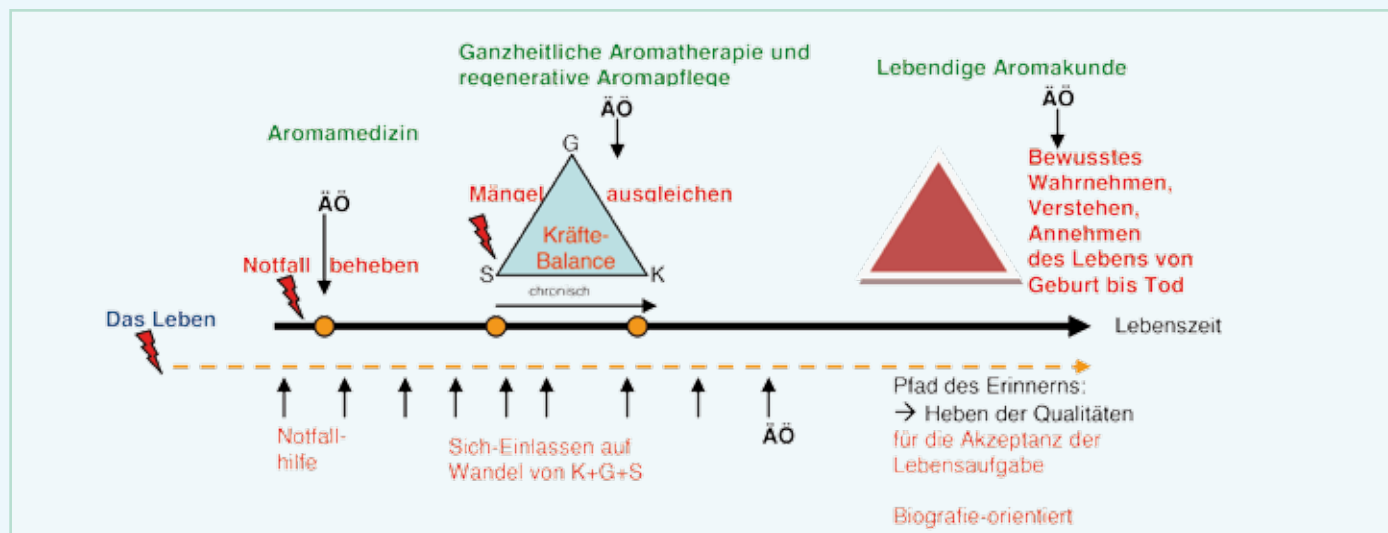 Ganzheitliche Aromatherapie und
regenerative Aromapflege
ÄÖ
Lebendige Aromakunde
ÄÖ
Aromamedizin
ÄÖ
G
Mängel ausgleichen
Kräfte-
Balance
S
K
chronisch
Bewusstes
Wahrnehmen,
Verstehen,
Annehmen
des Lebens von
Geburt bis Tod
Notfall beheben
Das Leben
Lebenszeit
Notfall-
hilfe
Sich-Einlassen auf
Wandel von K+G+S
ÄÖ
Pfad des Erinnerns:
→ Heben der Qualitäten
für die Akzeptanz der
Lebensaufgabe
Biografie-orientiert